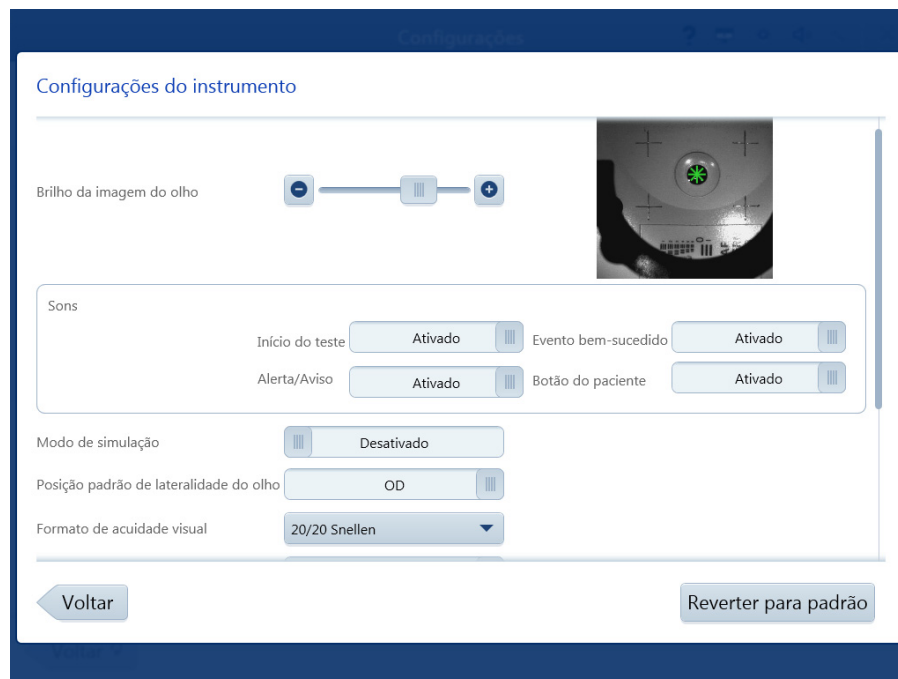 Configurações
?
Configurações do instrumento
Brilho da imagem do olho
Sons
Início do teste Ativado Evento bem-sucedido Ativado
Alerta/Aviso Ativado Botão do paciente Ativado
Modo de simulação Desativado
Posição padrão de lateralidade do olho OD
Formato de acuidade visual 20/20 Snellen
Voltar Reverter para padrão
Voltar